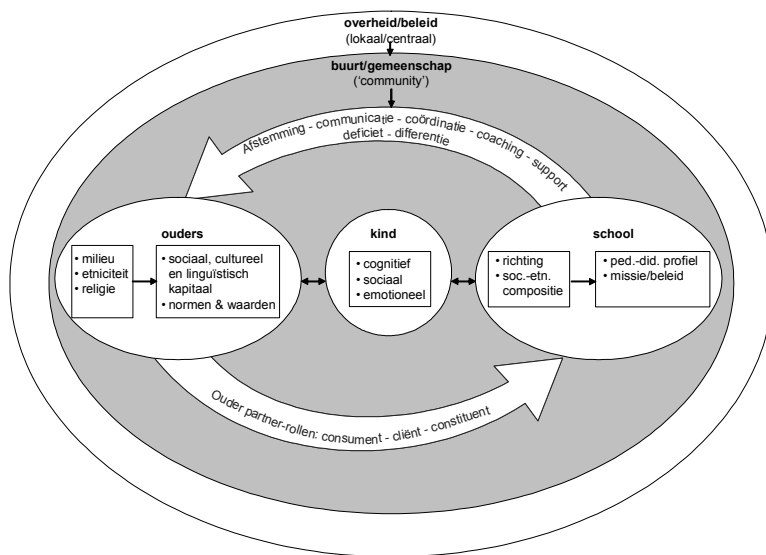 overheid/beleid
(lokaal/centraal)
buurt/gemeenschap
('community')
Afstemming - communicatie - coördinatie - coaching - support
deficiet - differentie
ouders
• milieu
• etniciteit
• religie
• sociaal, cultureel
en linguïstisch
kapitaal
• normen & waarden
kind
• cognitief
• sociaal
• emotioneel
school
• richting
• soc.-etn.
compositie
• ped.-did. profiel
• missie/beleid
Ouder partner-rollen: consument - cliënt - constituent